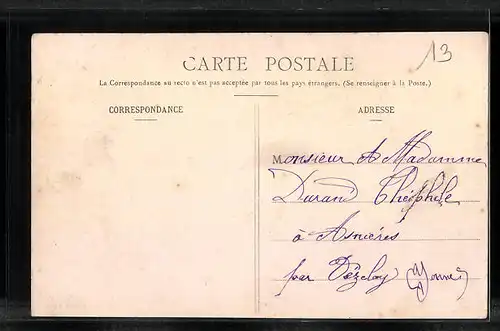 13
CARTE POSTALE
La Correspondance au recto n'est pas acceptée par tous les pays étrangers. (Se renseigner à la Poste.)
CORRESPONDANCE
ADRESSE
Monsieur et Madamme
Durand Théophile
à Asnières
par Vézelay (Yonne)